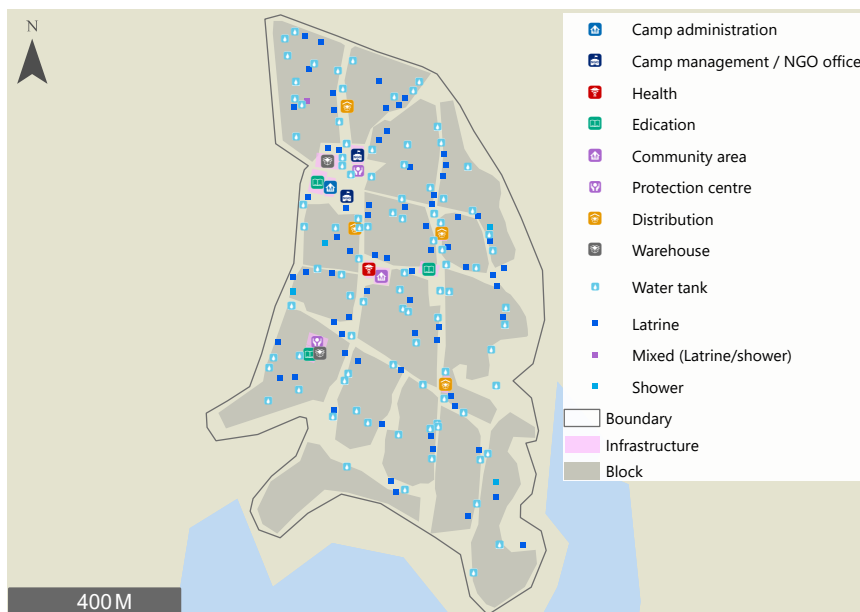 N
Camp administration
Camp management / NGO office
Health
Edication
Community area
Protection centre
Distribution
Warehouse
Water tank
Latrine
Mixed (Latrine/shower)
Shower
Boundary
Infrastructure
Block
400 M